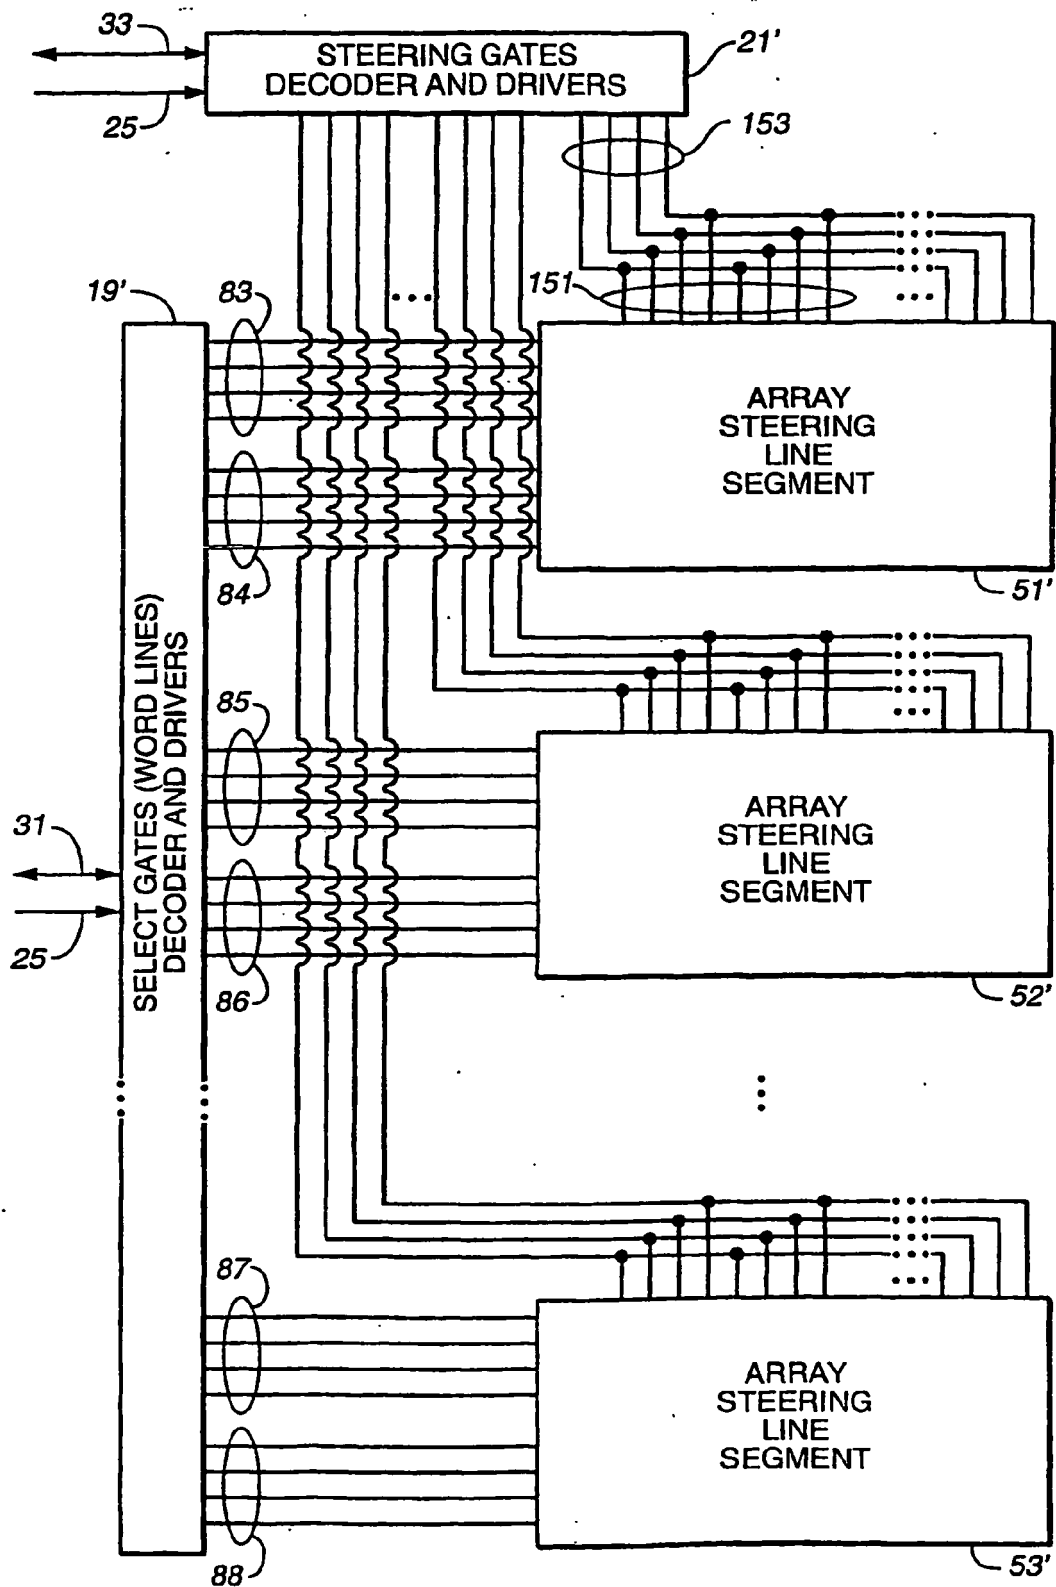 33
STEERING GATES
DECODER AND DRIVERS
21'
25
153
151
19'
83
ARRAY
STEERING
LINE
SEGMENT
84
51'
SELECT GATES (WORD LINES)
DECODER AND DRIVERS
85
31
ARRAY
STEERING
LINE
SEGMENT
25
86
52'
87
ARRAY
STEERING
LINE
SEGMENT
88
53'